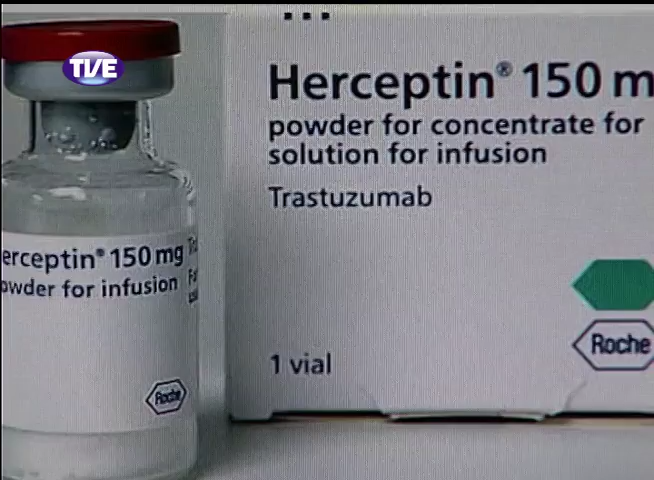 TVE
Herceptin® 150 m
powder for concentrate for
solution for infusion
Trastuzumab
1 vial
Roche
erceptin® 150 mg
owder for infusion
Roche